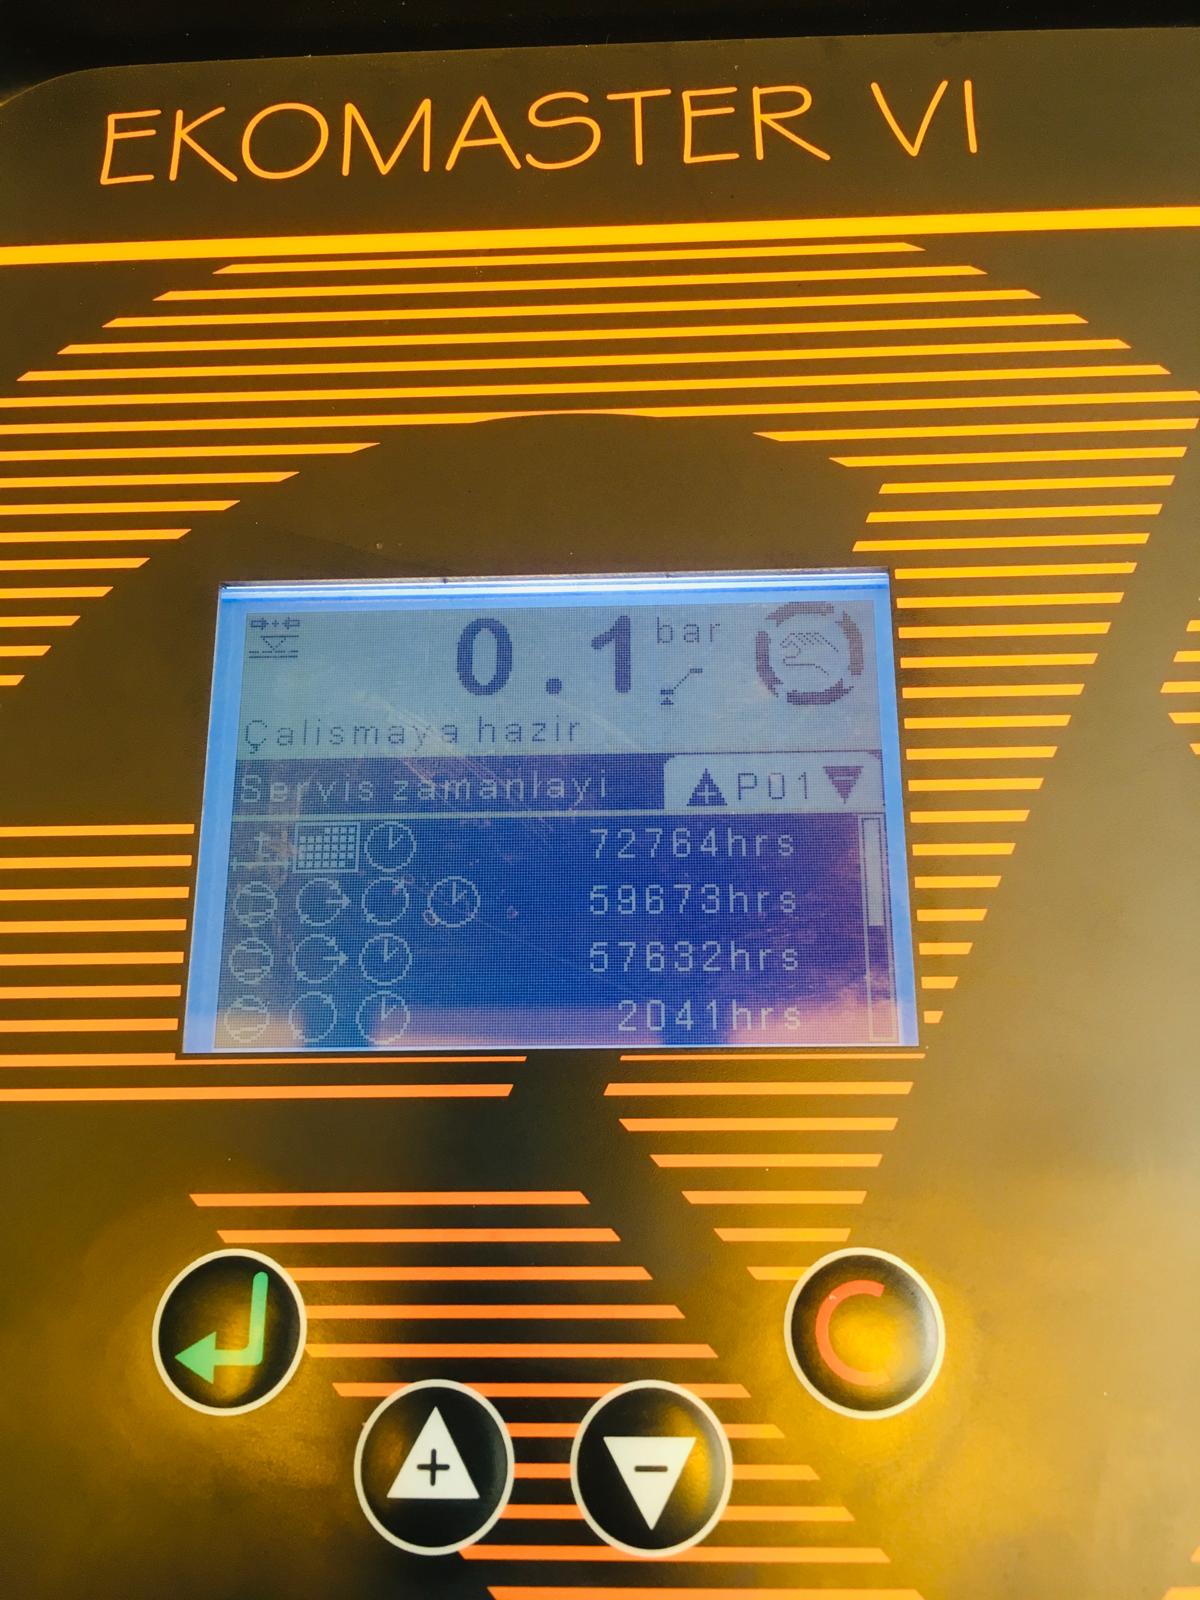 EKOMASTER VI
0.1 bar
Çalismaya hazir
Servis zamanlayi P01
t 72764hrs
59673hrs
57632hrs
2041hrs
C
+ -